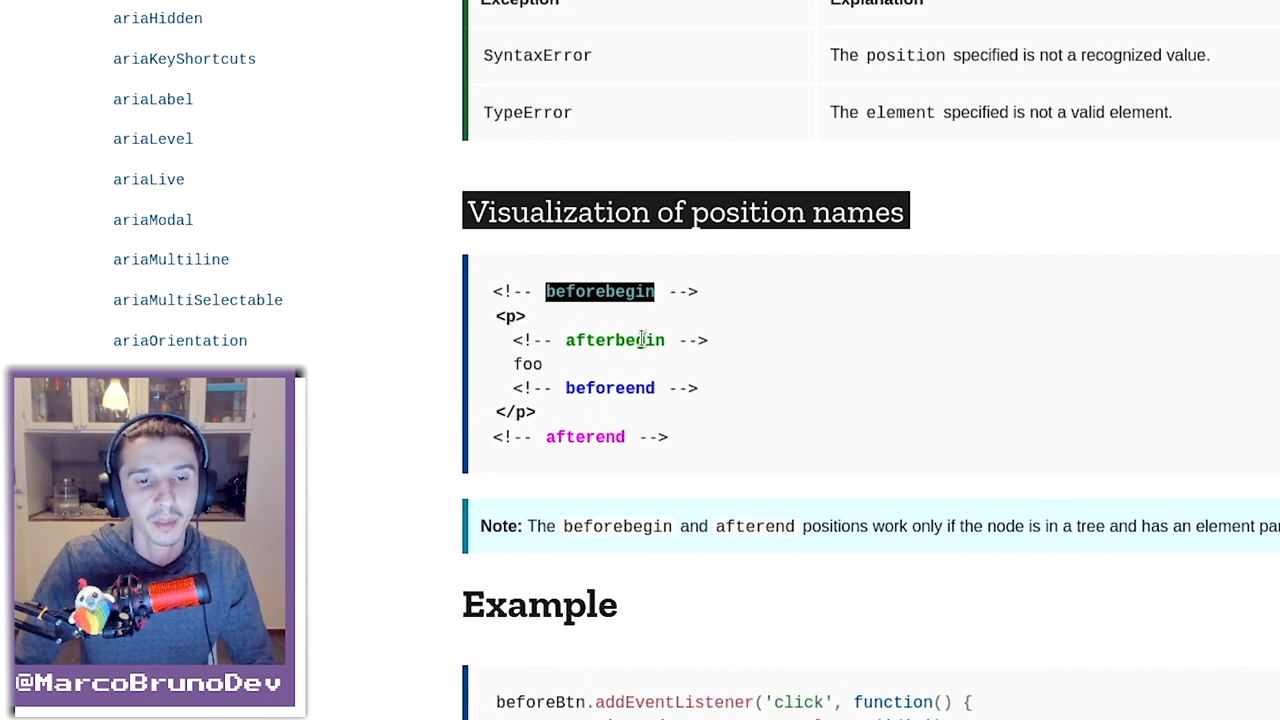 ariaHidden
ariaKeyShortcuts
ariaLabel
ariaLevel
ariaLive
ariaModal
ariaMultiline
ariaMultiSelectable
ariaOrientation
Exception Explanation
SyntaxError The position specified is not a recognized value.
TypeError The element specified is not a valid element.
Visualization of position names
<!-- beforebegin -->
<p>
<!-- afterbegin -->
foo
<!-- beforeend -->
</p>
<!-- afterend -->
Note: The beforebegin and afterend positions work only if the node is in a tree and has an element
Example
beforeBtn.addEventListener('click', function() {
@MarcoBrunoDev